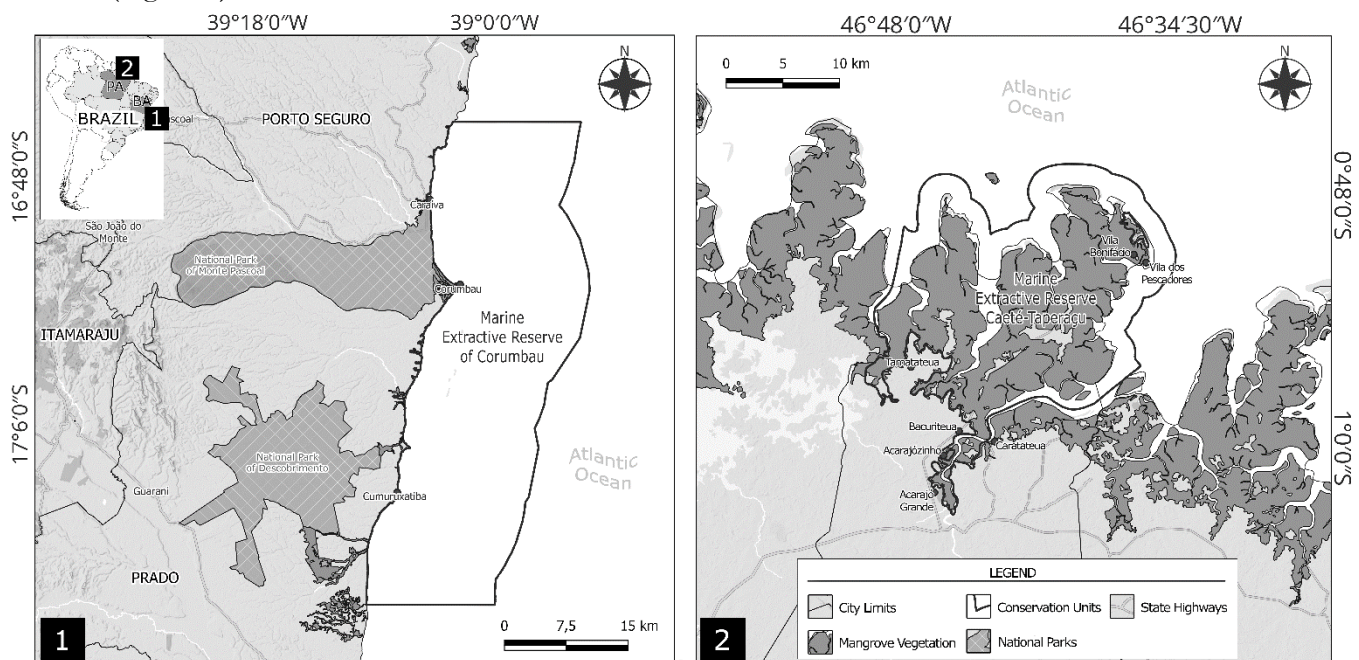 39°18'0"W
39°0'0"W
16°48'0"S
17°6'0"S
2
PA
BA
BRAZIL
1
Pascoal
PORTO SEGURO
N
Caraíva
São João do
Monte
National Park
of Monte Pascoal
Corumbau
ITAMARAJU
Marine
Extractive Reserve
of Corumbau
National Park
of Descobrimento
Atlantic
Ocean
Guarani
Cumuruxatiba
PRADO
1
0 7,5 15 km
46°48'0"W
46°34'30"W
0°48'0"S
1°0'0"S
0 5 10 km
Atlantic
Ocean
N
Vila
Bonifácio
Vila dos
Pescadores
Marine
Extractive Reserve
Caeté-Taperaçu
Tamatateua
Bacuriteua
Acarajózinho
Caratateua
Acarajó
Grande
2
LEGEND
City Limits
Conservation Units
State Highways
Mangrove Vegetation
National Parks